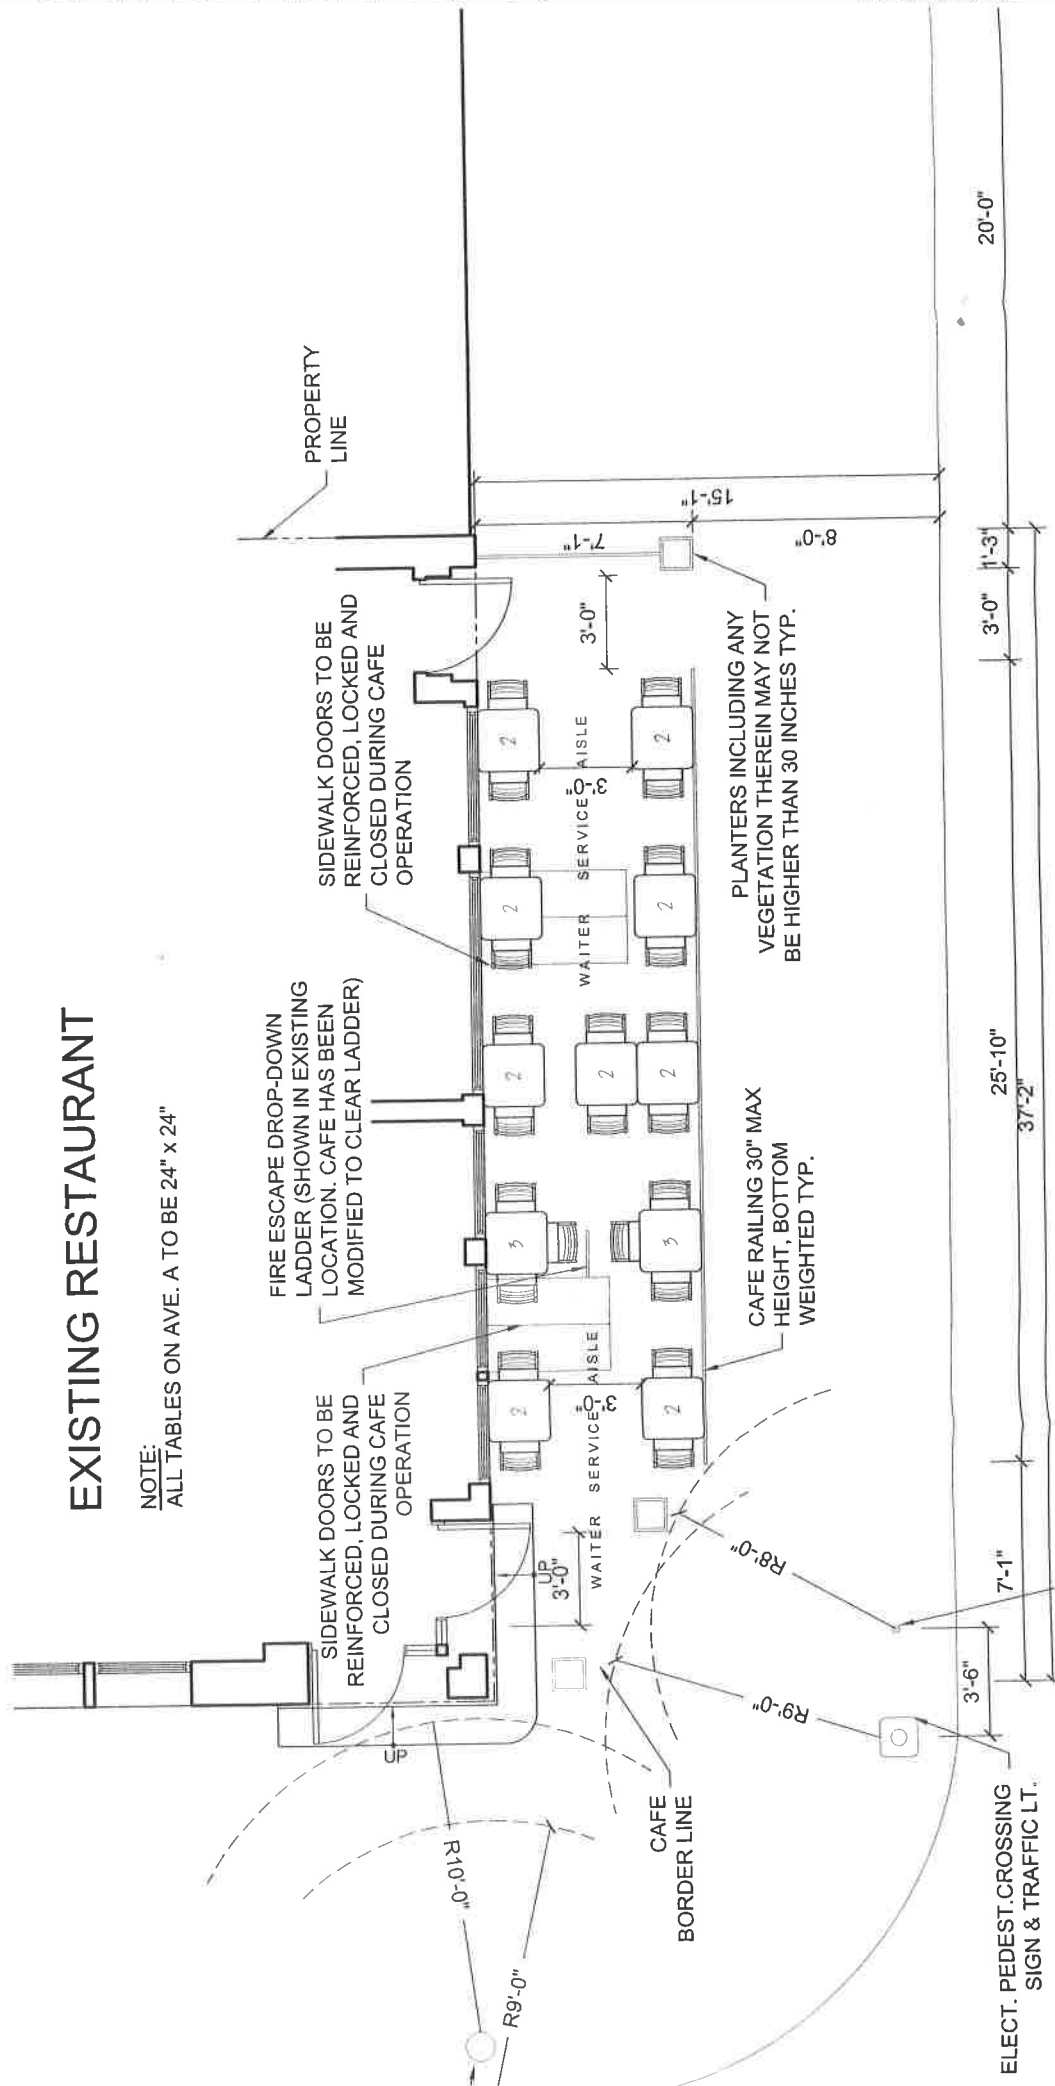 EXISTING RESTAURANT
NOTE:
ALL TABLES ON AVE. A TO BE 24" x 24"
PROPERTY
LINE
SIDEWALK DOORS TO BE
REINFORCED, LOCKED AND
CLOSED DURING CAFE
OPERATION
FIRE ESCAPE DROP-DOWN
LADDER (SHOWN IN EXISTING
LOCATION. CAFE HAS BEEN
MODIFIED TO CLEAR LADDER)
SIDEWALK DOORS TO BE
REINFORCED, LOCKED AND
CLOSED DURING CAFE
OPERATION
UP
UP
3'-0"
2
3
2
2
2
2
3
2
2
2
2
WAITER SERVICE AISLE
3'-0"
WAITER SERVICE AISLE
3'-0"
3'-0"
7'-1"
15'-1"
8'-0"
PLANTERS INCLUDING ANY
VEGETATION THEREIN MAY NOT
BE HIGHER THAN 30 INCHES TYP.
CAFE RAILING 30" MAX
HEIGHT, BOTTOM
WEIGHTED TYP.
R10'-0"
R9'-0"
CAFE
BORDER LINE
R9'-0"
R8'-0"
3'-6"
7'-1"
25'-10"
3'-0"
1'-3"
20'-0"
37'-2"
ELECT. PEDEST.CROSSING
SIGN & TRAFFIC LT.